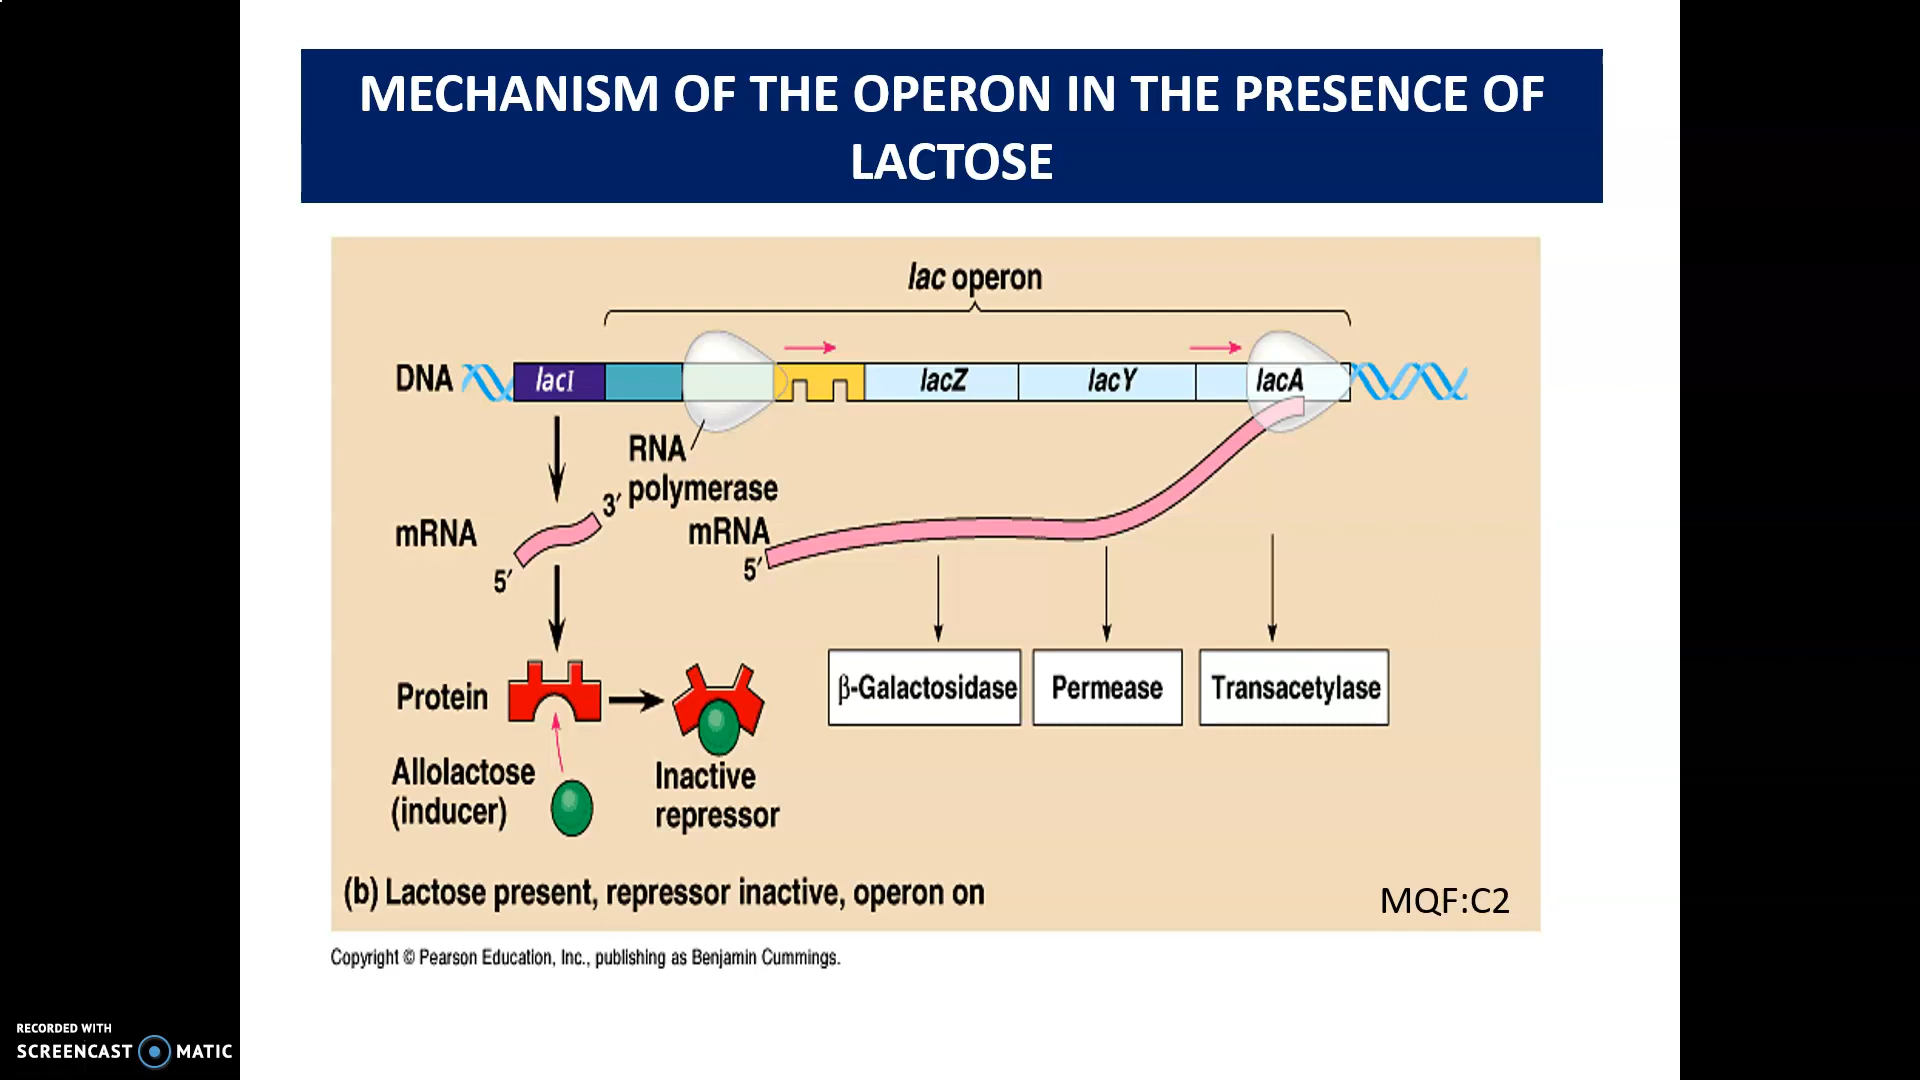 MECHANISM OF THE OPERON IN THE PRESENCE OF
LACTOSE
lac operon
DNA
lacI
lacZ
lacY
lacA
RNA
polymerase
3′
mRNA
5′
mRNA
5′
Protein
β-Galactosidase
Permease
Transacetylase
Allolactose
(inducer)
Inactive
repressor
(b) Lactose present, repressor inactive, operon on
MQF:C2
Copyright © Pearson Education, Inc., publishing as Benjamin Cummings.
RECORDED WITH
SCREENCAST MATIC